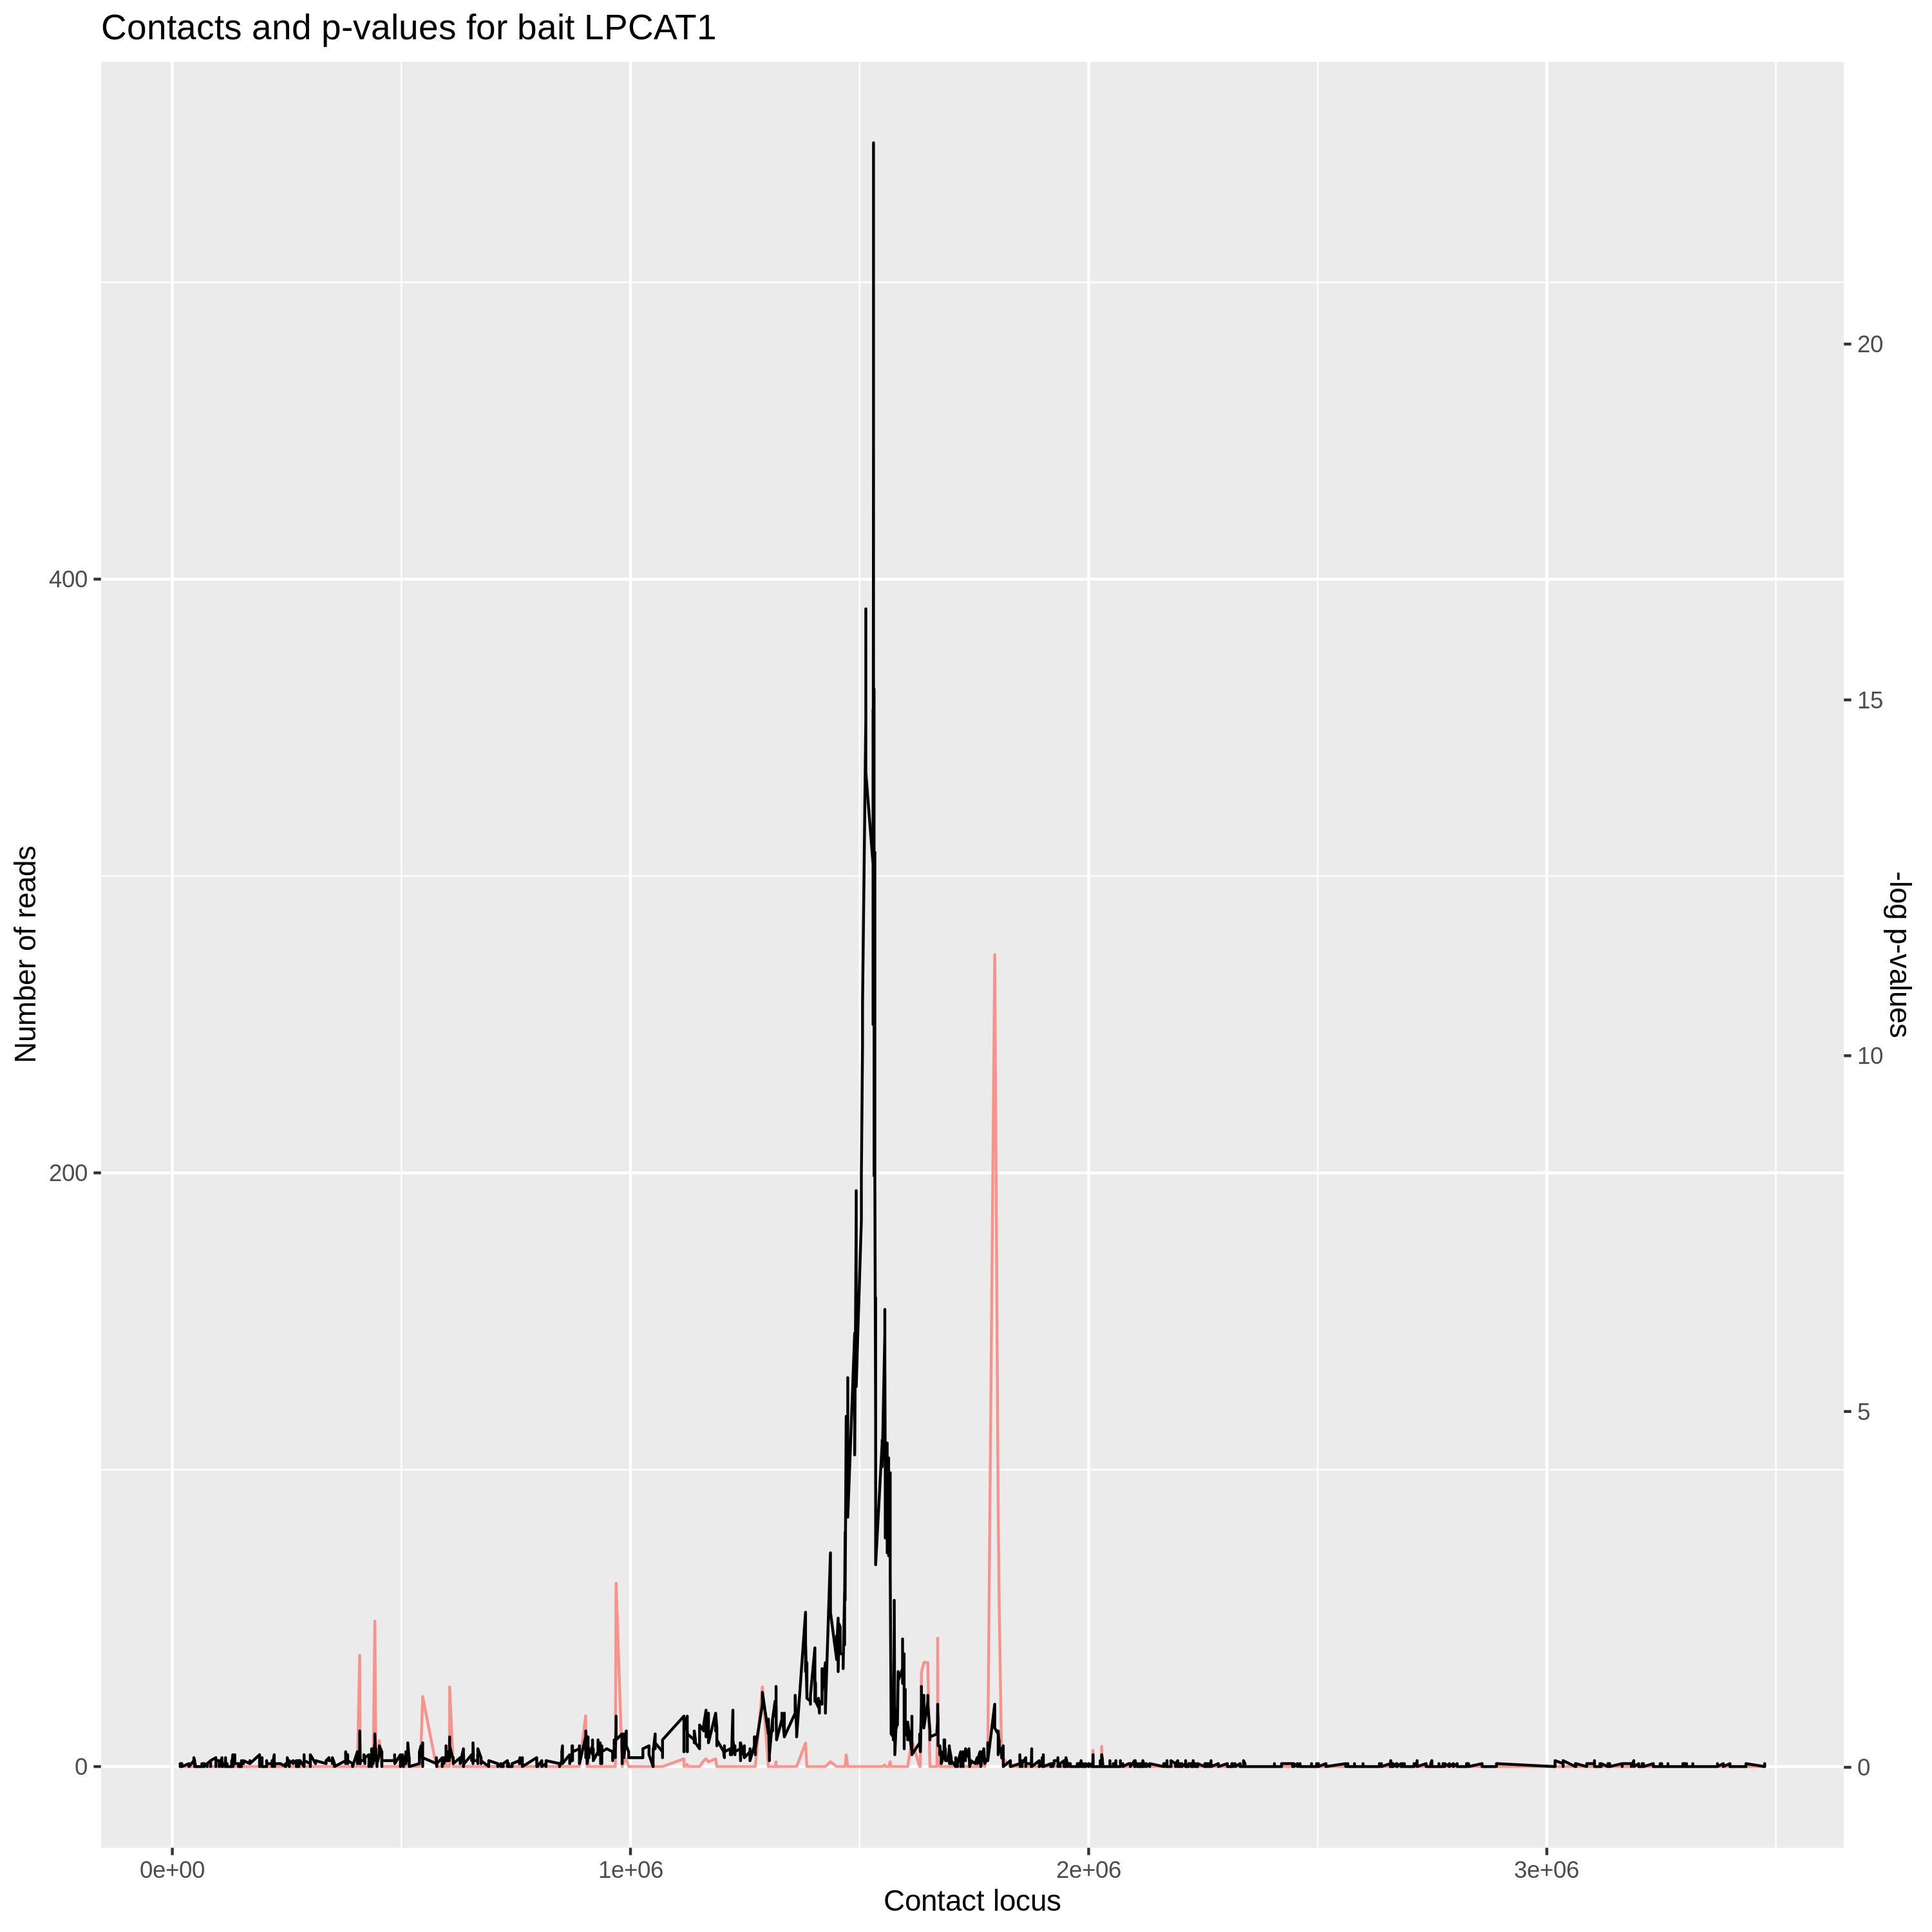 Contacts and p-values for bait LPCAT1
Number of reads
400
200
0
20
15
10
5
0
-log p-values
0e+00
1e+06
2e+06
3e+06
Contact locus